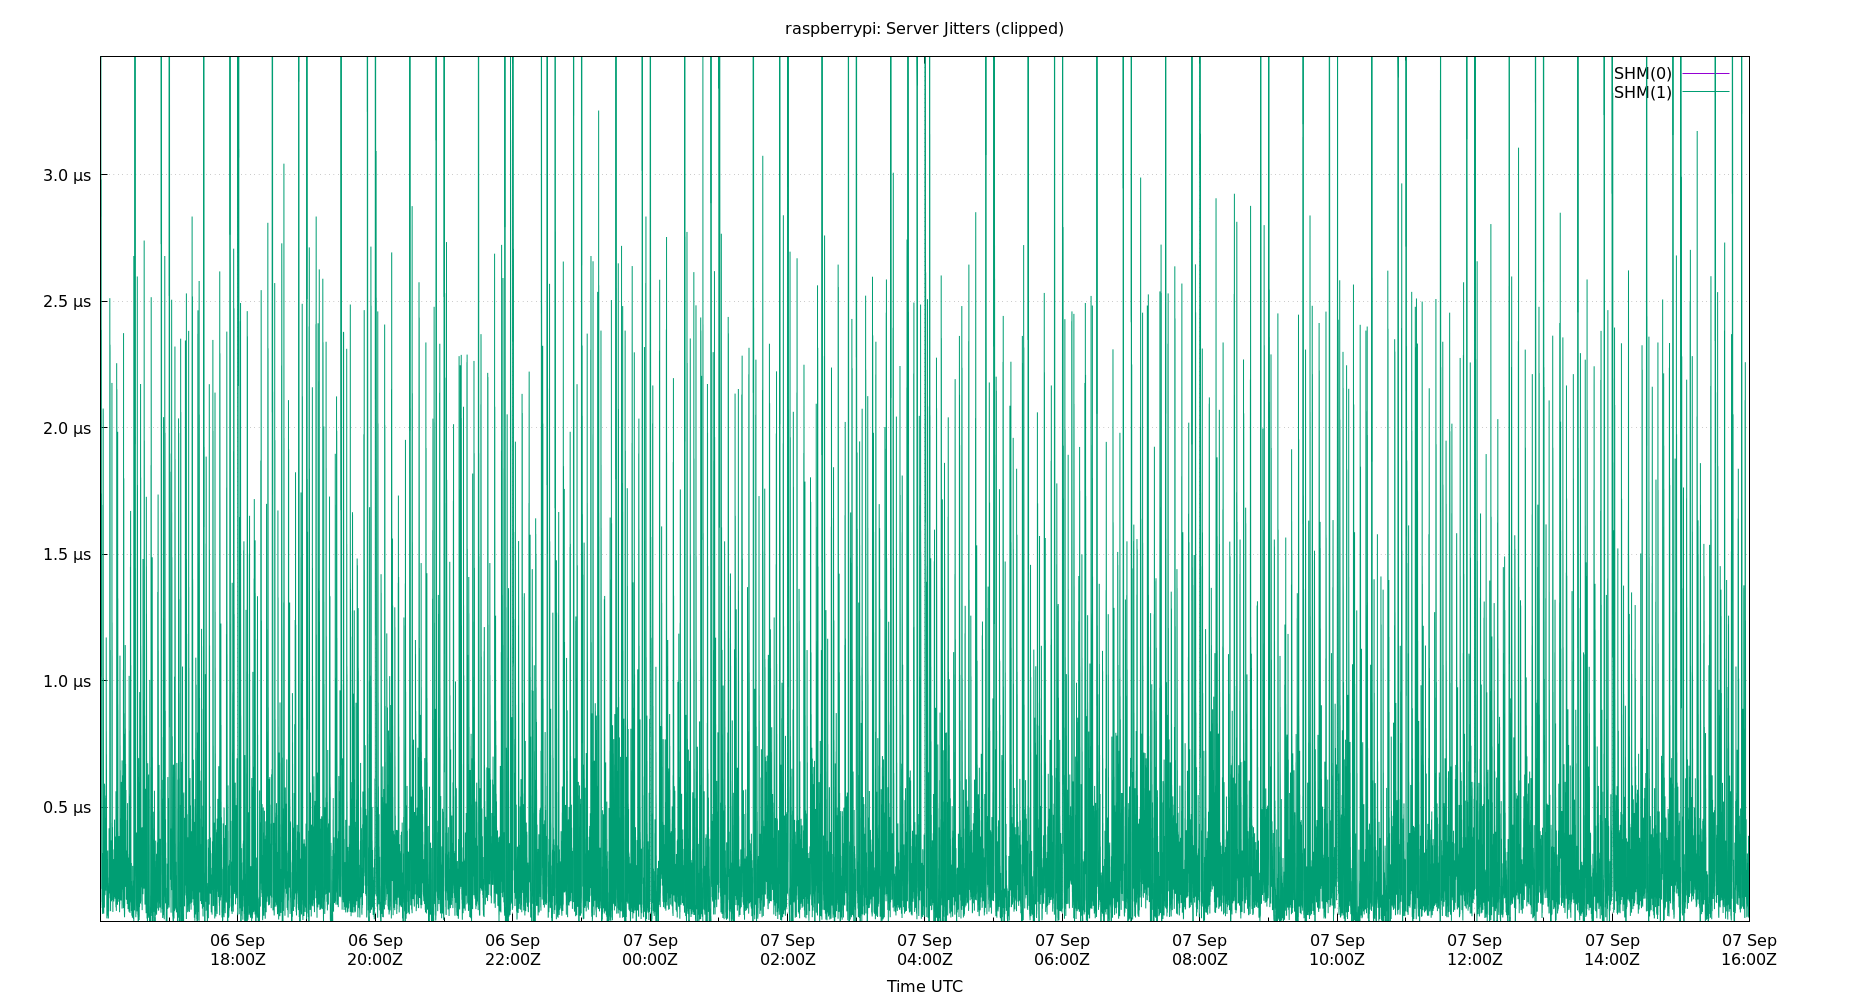 raspberrypi: Server Jitters (clipped)
SHM(0)
SHM(1)
3.0 µs
2.5 µs
2.0 µs
1.5 µs
1.0 µs
0.5 µs
06 Sep 06 Sep 06 Sep 07 Sep 07 Sep 07 Sep 07 Sep 07 Sep 07 Sep 07 Sep 07 Sep 07 Sep
18:00Z 20:00Z 22:00Z 00:00Z 02:00Z 04:00Z 06:00Z 08:00Z 10:00Z 12:00Z 14:00Z 16:00Z
Time UTC